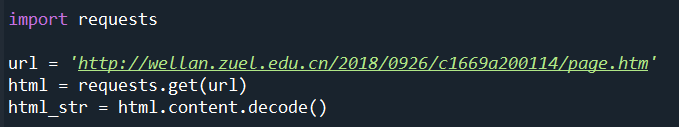 import requests
url = 'http://wellan.zuel.edu.cn/2018/0926/c1669a200114/page.htm'
html = requests.get(url)
html_str = html.content.decode()